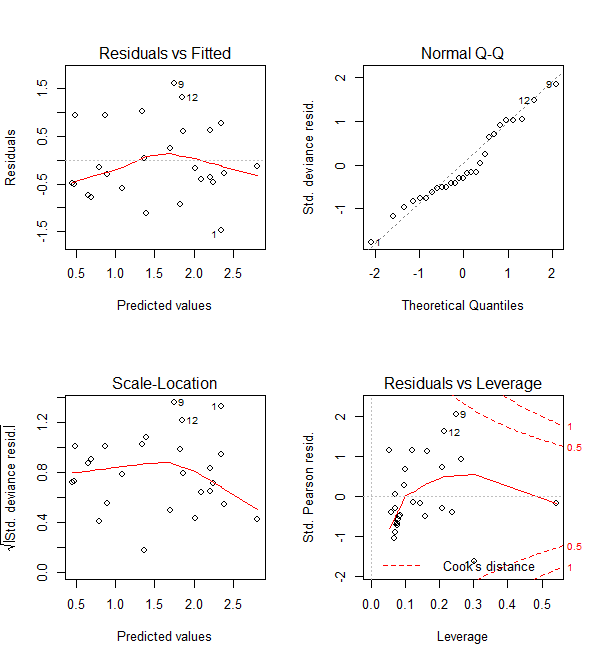 Residuals vs Fitted
Residuals
1.5
0.5
-0.5
-1.5
9
12
1
0.5 1.0 1.5 2.0 2.5
Predicted values
Normal Q-Q
Std. deviance resid.
2
1
0
-1
9
12
1
-2 -1 0 1 2
Theoretical Quantiles
Scale-Location
√|Std. deviance resid.|
1.2
0.8
0.4
0.0
9
1
12
0.5 1.0 1.5 2.0 2.5
Predicted values
Residuals vs Leverage
Std. Pearson resid.
2
1
0
-1
-2
9
12
1
1
0.5
0.5
1
Cook's distance
0.0 0.1 0.2 0.3 0.4 0.5
Leverage